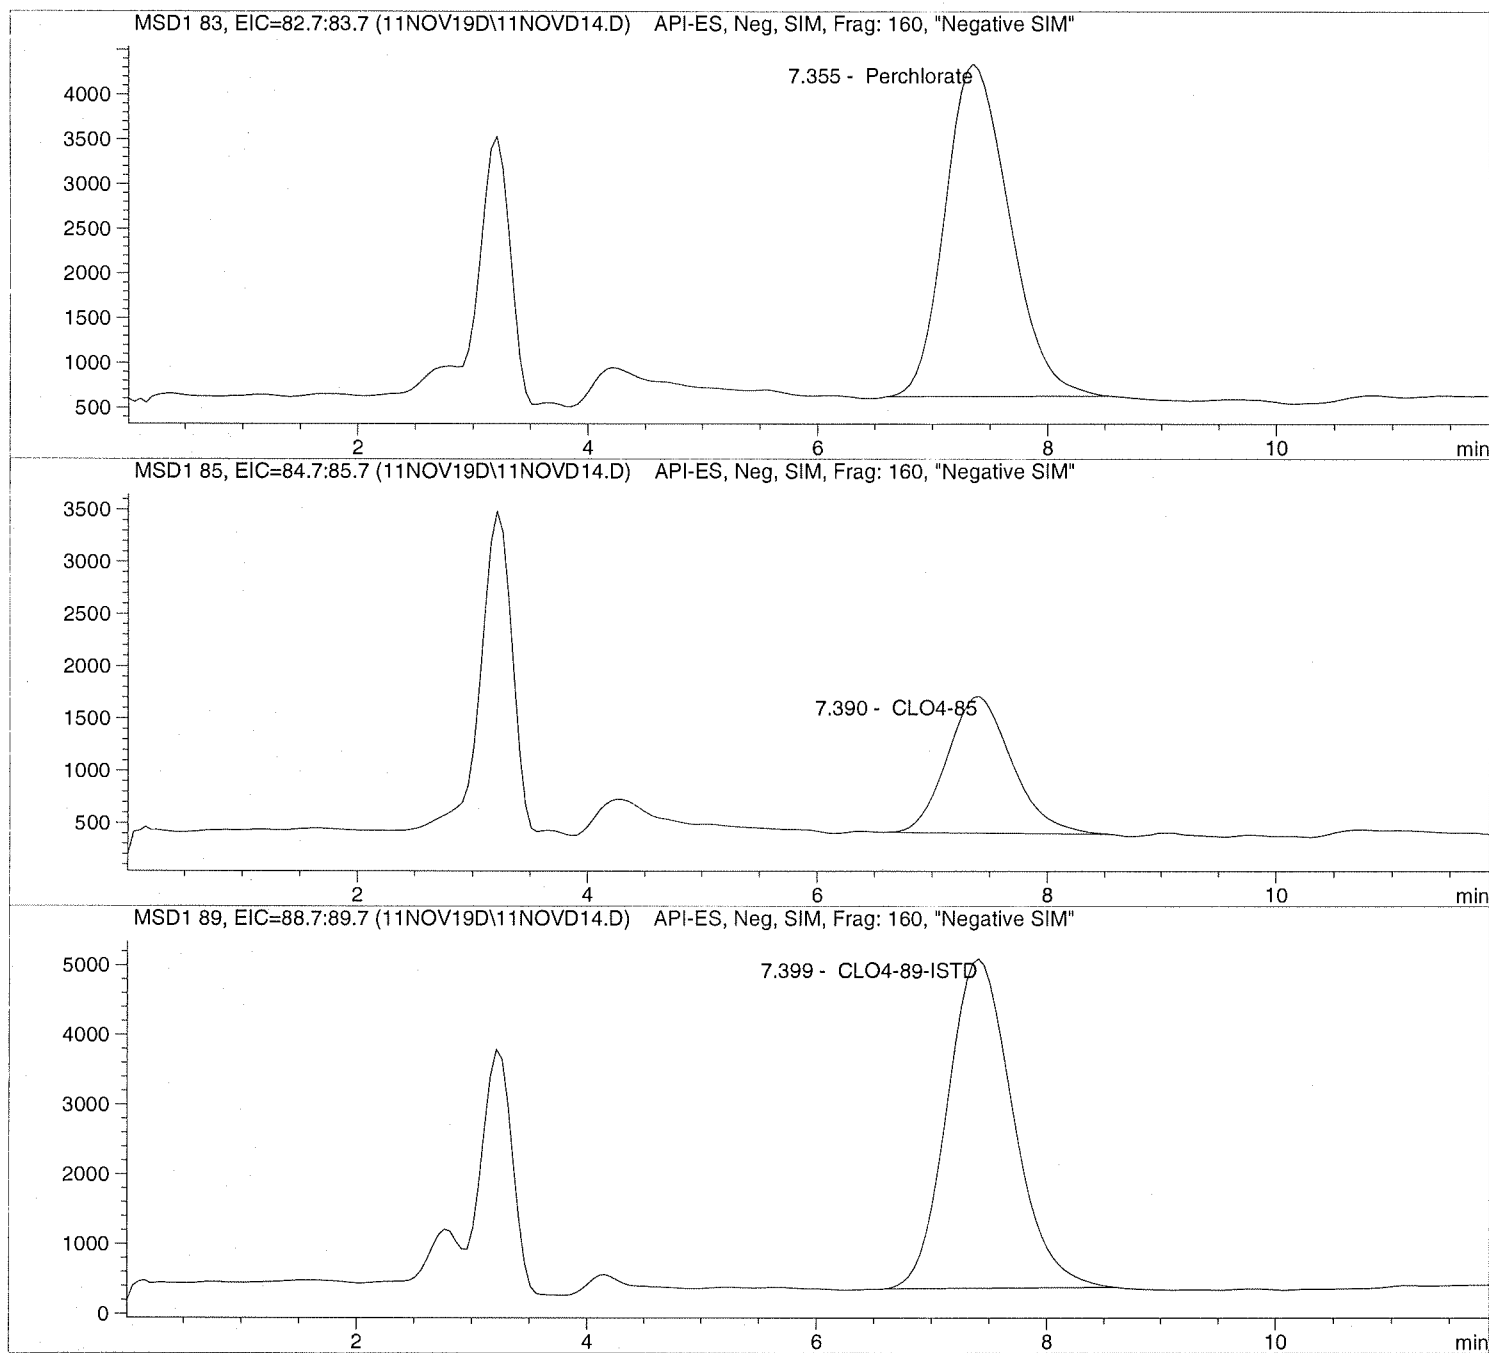 MSD1 83, EIC=82.7:83.7 (11NOV19D\11NOVD14.D) API-ES, Neg, SIM, Frag: 160, "Negative SIM"
7.355 - Perchlorate
4000
3500
3000
2500
2000
1500
1000
500
2 4 6 8 10 min
MSD1 85, EIC=84.7:85.7 (11NOV19D\11NOVD14.D) API-ES, Neg, SIM, Frag: 160, "Negative SIM"
3500
3000
2500
2000
7.390 - CLO4-85
1500
1000
500
2 4 6 8 10 min
MSD1 89, EIC=88.7:89.7 (11NOV19D\11NOVD14.D) API-ES, Neg, SIM, Frag: 160, "Negative SIM"
5000
7.399 - CLO4-89-ISTD
4000
3000
2000
1000
0
2 4 6 8 10 min